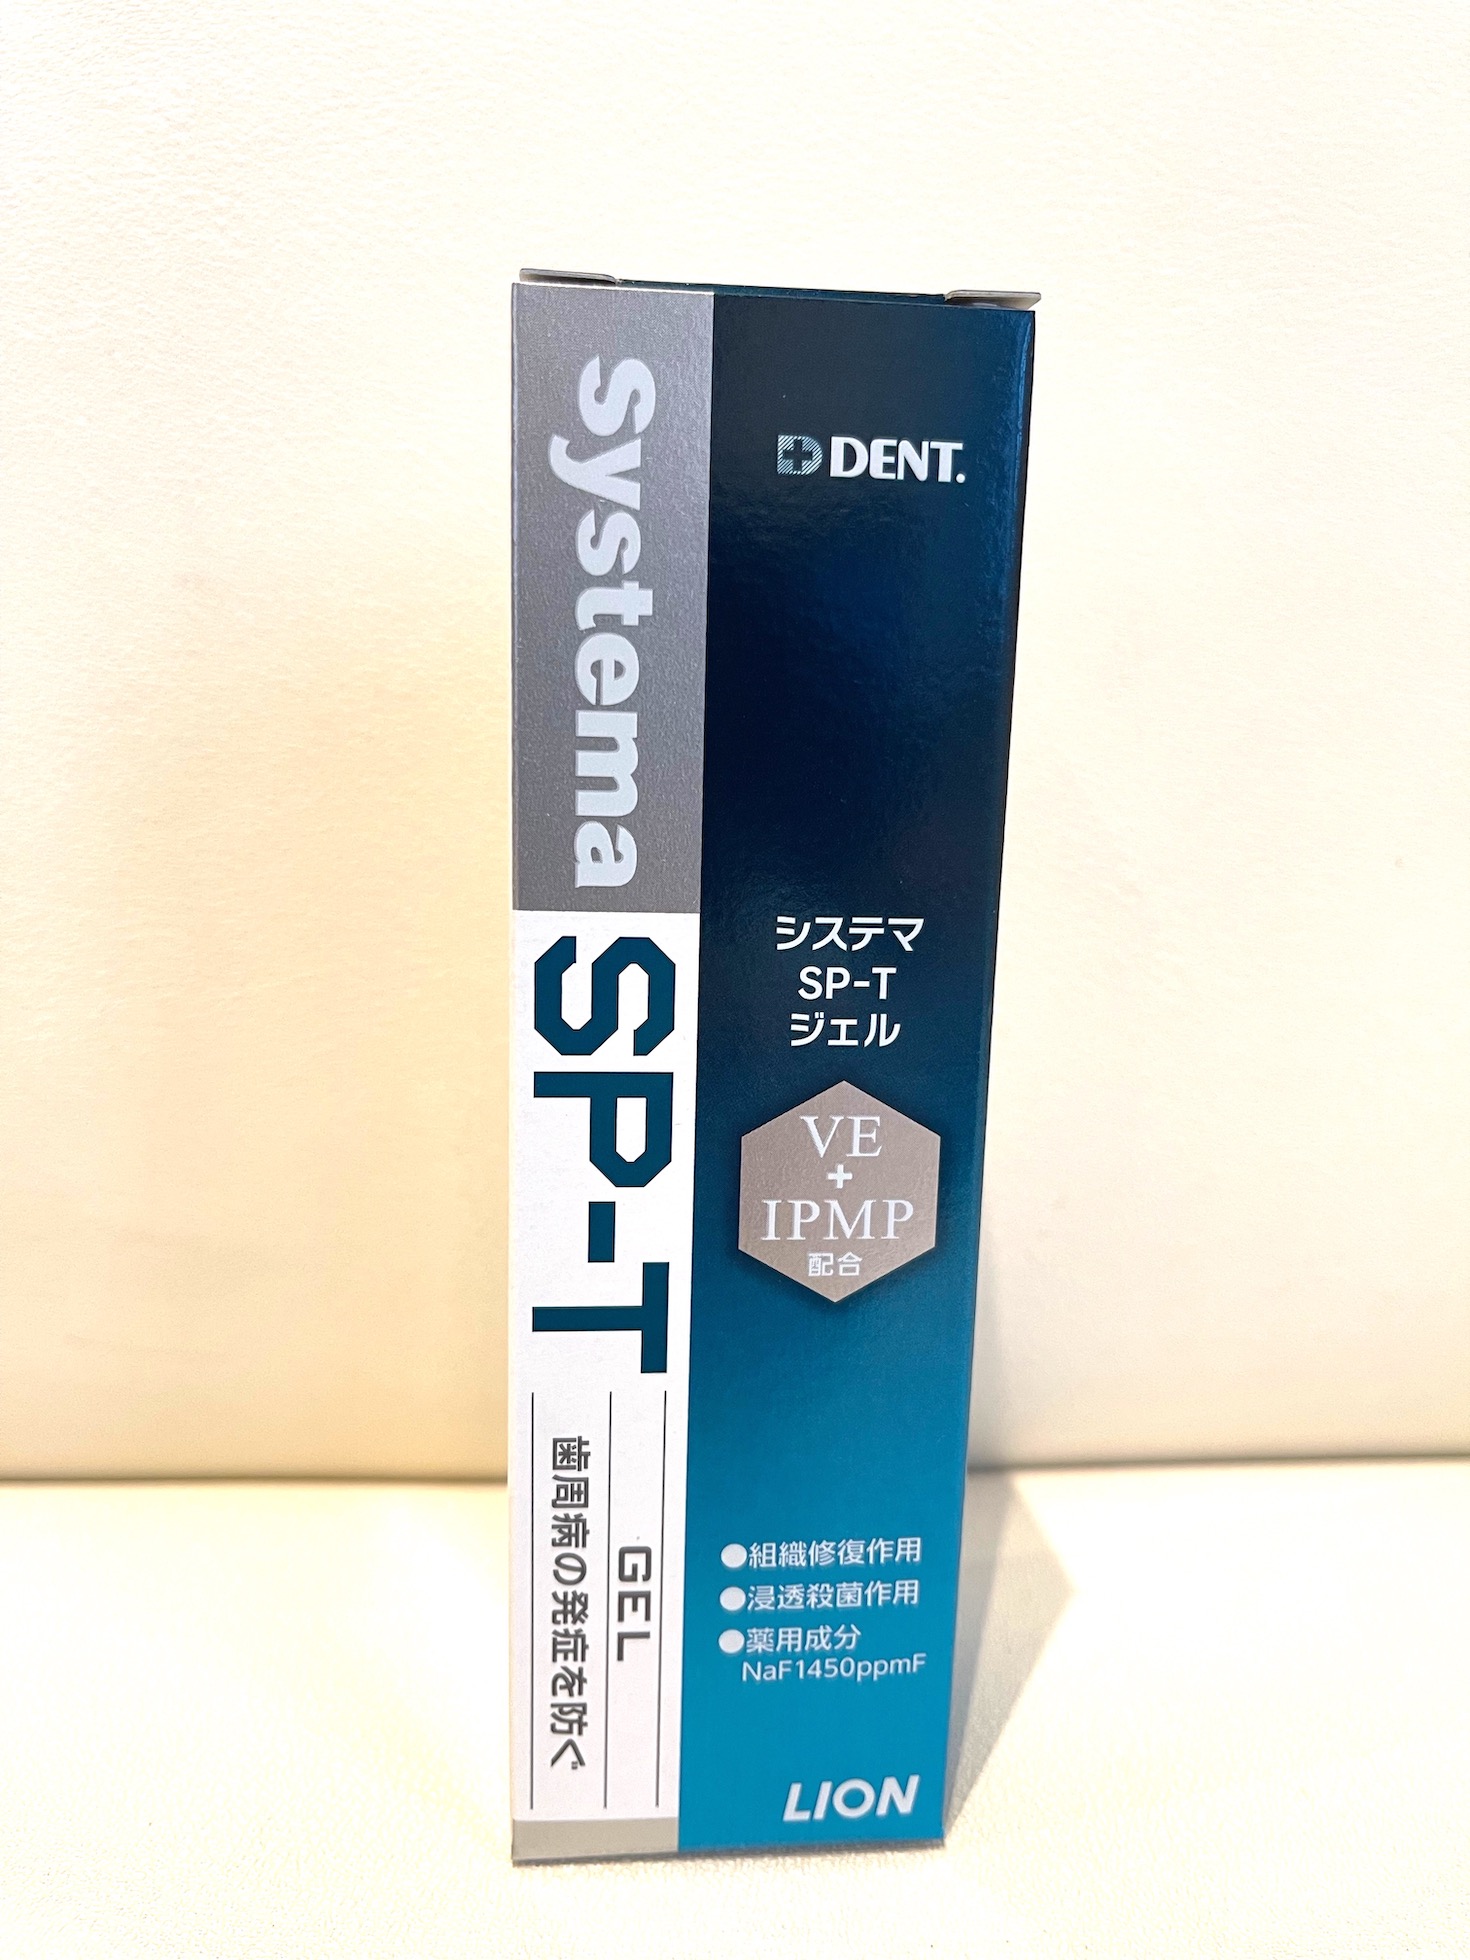 systema
SP-T
GEL
歯周病の発症を防ぐ
DENT.
システマ
SP-T
ジェル
VE
+
IPMP
配合
●組織修復作用
●浸透殺菌作用
●薬用成分
NaF1450ppmF
LION